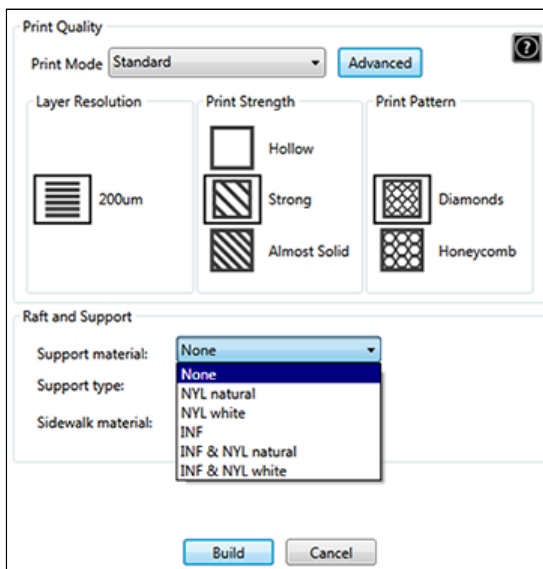 Print Quality
?
Print Mode Standard Advanced
Layer Resolution Print Strength Print Pattern
Hollow
200um Strong Diamonds
Almost Solid Honeycomb
Raft and Support
Support material: None
None
Support type: NYL natural
NYL white
Sidewalk material: INF
INF & NYL natural
INF & NYL white
Build Cancel